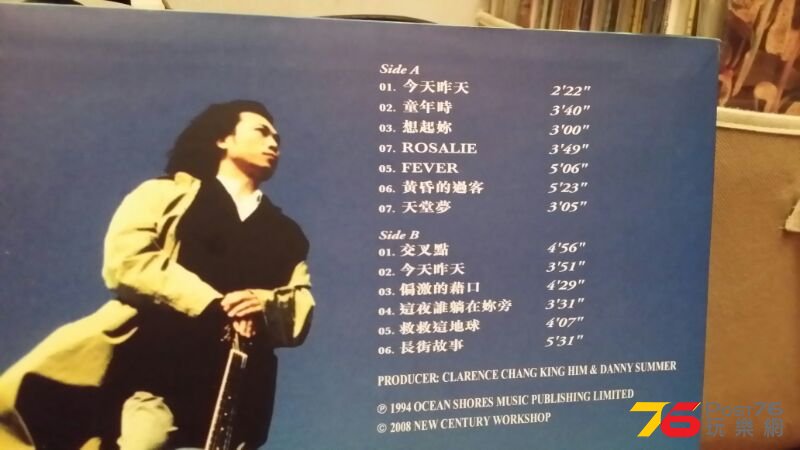 Side A
01. 今天昨天 2'22"
02. 童年時 3'40"
03. 想起妳 3'00"
07. ROSALIE 3'49"
05. FEVER 5'06"
06. 黃昏的過客 5'23"
07. 天堂夢 3'05"
Side B
01. 交叉點 4'56"
02. 今天昨天 3'51"
03. 偏激的藉口 4'29"
04. 這夜誰躺在妳旁 3'31"
05. 救救這地球 4'07"
06. 長街故事 5'31"
PRODUCER: CLARENCE CHANG KING HIM & DANNY SUMMER
℗ 1994 OCEAN SHORES MUSIC PUBLISHING LIMITED
© 2008 NEW CENTURY WORKSHOP
76
玩樂網